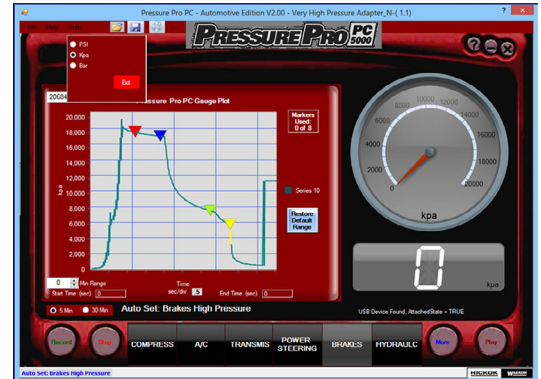 Pressure Pro PC - Automotive Edition V2.00 - Very High Pressure Adapter_N-( 1.1)
? ×
File Help Units
PRESSURE PRO PC 5000
? X
PSI
Kpa
Bar
Exit
20684
Pressure Pro PC Gauge Plot
Markers
Used:
0 of 8
20,000
18,000
16,000
14,000
12,000
10,000
8,000
6,000
4,000
2,000
0
kpa
Series 10
Restore
Default
Range
0 Min Range
Time
sec/div .5
Start Time (sec) 0
End Time (sec) 0
5 Min 30 Min
Auto Set: Brakes High Pressure
0 2000 4000 6000 8000 10000 12000 14000 16000 20000
kpa
0
kpa
USB Device Found, AttachedState = TRUE
Record Stop COMPRESS A/C TRANSMIS POWER STEERING BRAKES HYDRAULC More Play
Auto Set: Brakes High Pressure
HICKOK WAEKON